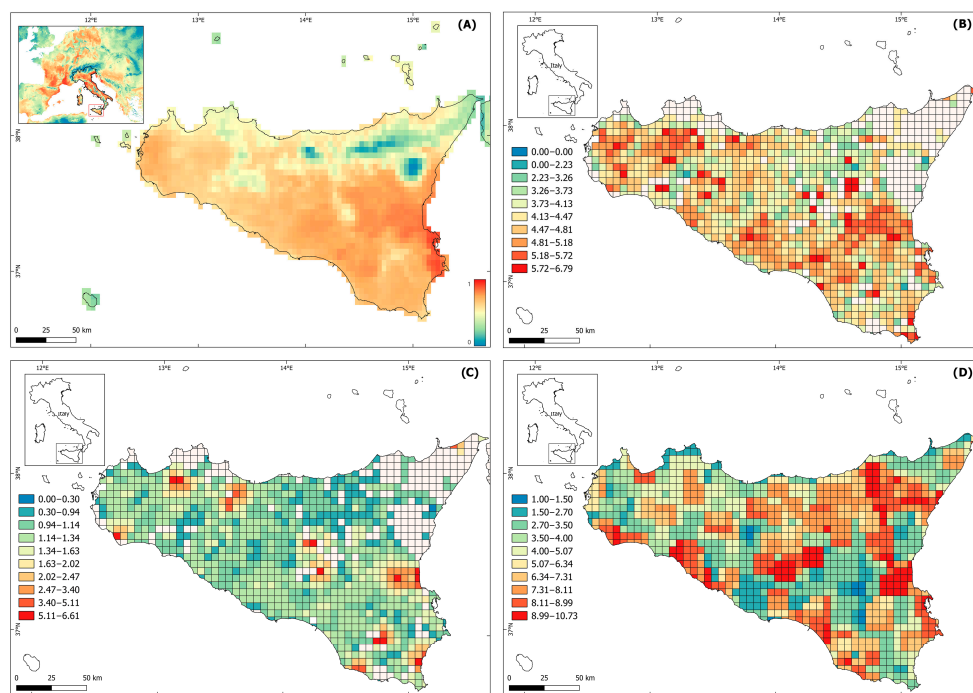 12°E
13°E
14°E
15°E
(A)
38°N
37°N
1
0
0
25
50 km
12°E
13°E
14°E
15°E
(B)
Italy
38°N
37°N
0.00−0.00
0.00−2.23
2.23−3.26
3.26−3.73
3.73−4.13
4.13−4.47
4.47−4.81
4.81−5.18
5.18−5.72
5.72−6.79
0
25
50 km
12°E
13°E
14°E
15°E
(C)
Italy
38°N
37°N
0.00−0.30
0.30−0.94
0.94−1.14
1.14−1.34
1.34−1.63
1.63−2.02
2.02−2.47
2.47−3.40
3.40−5.11
5.11−6.61
0
25
50 km
12°E
13°E
14°E
15°E
(D)
Italy
38°N
37°N
1.00−1.50
1.50−2.70
2.70−3.50
3.50−4.00
4.00−5.07
5.07−6.34
6.34−7.31
7.31−8.11
8.11−8.99
8.99−10.73
0
25
50 km